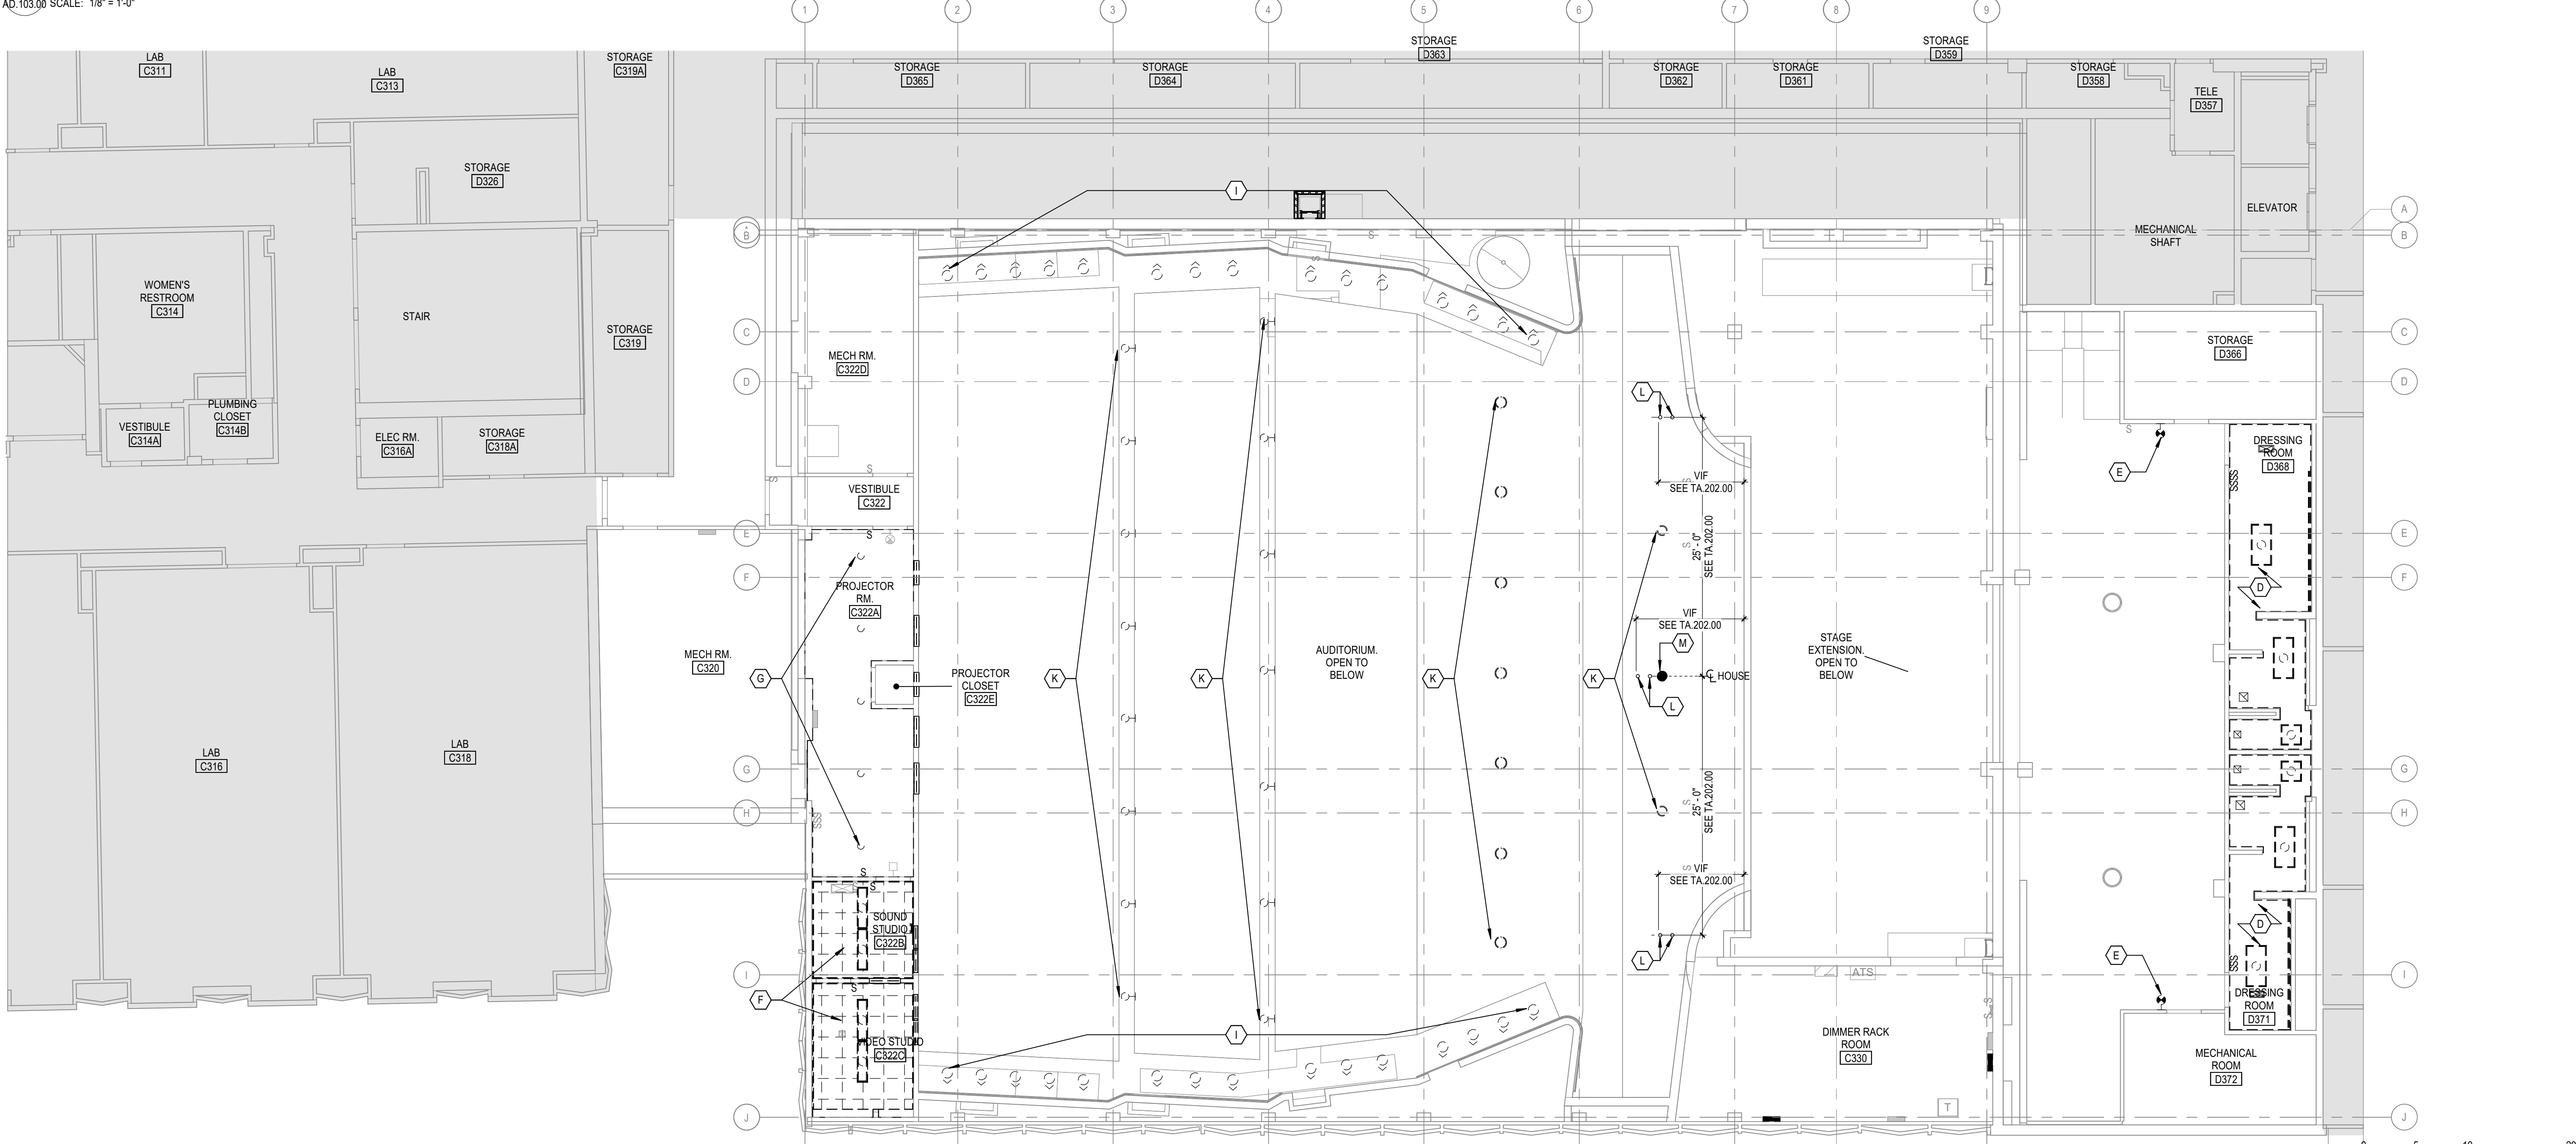 AD.103.00 SCALE: 1/8" = 1'-0"
1
2
3
4
5
6
7
8
9
LAB
C311
LAB
C313
STORAGE
C319A
STORAGE
D365
STORAGE
D364
STORAGE
D363
STORAGE
D362
STORAGE
D361
STORAGE
D359
STORAGE
D358
TELE
D357
STORAGE
D326
ELEVATOR
MECHANICAL
SHAFT
A
B
B
I
S
S
WOMEN'S
RESTROOM
C314
STAIR
STORAGE
C319
C
C
MECH RM.
C322D
STORAGE
D366
D
D
PLUMBING
CLOSET
C314B
VESTIBULE
C314A
ELEC RM.
C316A
STORAGE
C318A
L
S
S
VESTIBULE
C322
S
VIF
SEE TA.202.00
S
E
DRESSING
ROOM
D368
SSSS
E
E
S
25' - 0"
SEE TA.202.00
S
F
F
PROJECTOR
RM.
C322A
D
VIF
SEE TA.202.00
M
MECH RM.
C320
G
PROJECTOR
CLOSET
C322E
K
K
AUDITORIUM.
OPEN TO
BELOW
K
K
L
CL HOUSE
STAGE
EXTENSION.
OPEN TO
BELOW
LAB
C316
LAB
C318
G
G
H
H
SSS
25' - 0"
SEE TA.202.00
S
S
S
S
VIF
SEE TA.202.00
SOUND
STUDIO
C322B
L
D
E
SSS
I
I
ATS
F
S
DRESSING
ROOM
D371
I
S
S
VIDEO STUDIO
C322C
DIMMER RACK
ROOM
C330
MECHANICAL
ROOM
D372
T
J
J